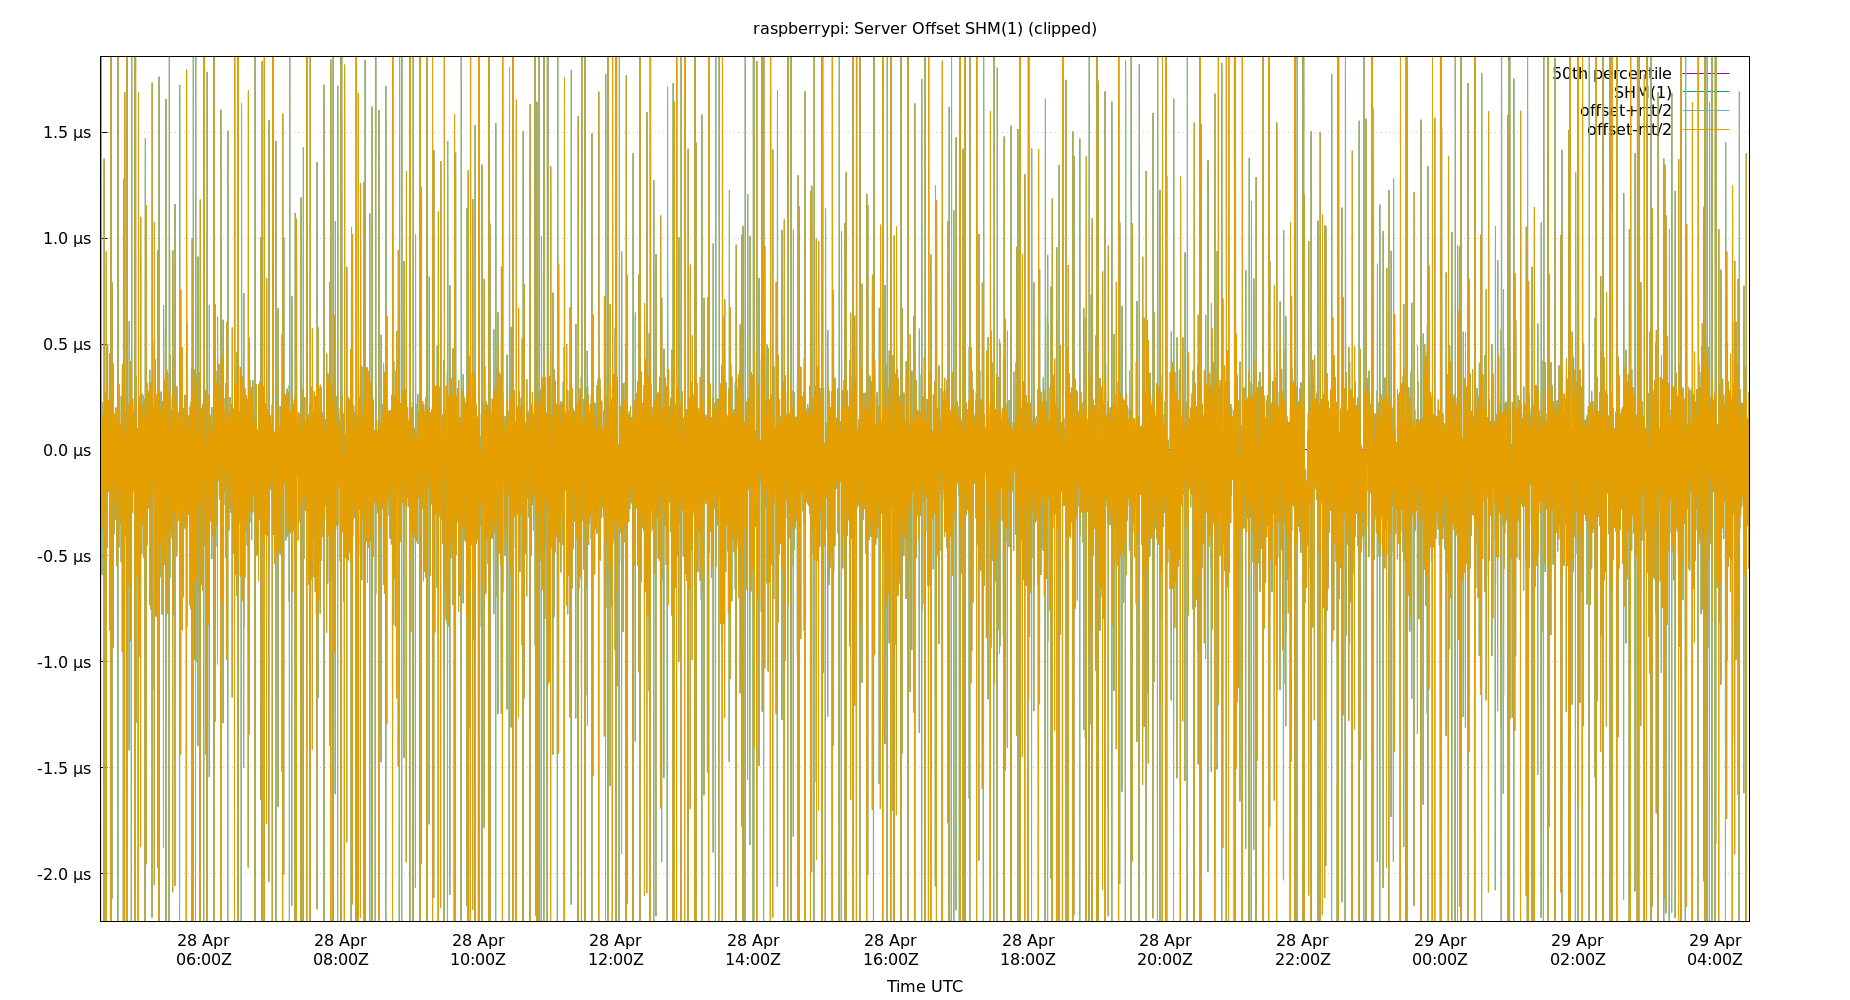 raspberrypi: Server Offset SHM(1) (clipped)
50th percentile
SHM(1)
offset+rtt/2
offset-rtt/2
1.5 µs
1.0 µs
0.5 µs
0.0 µs
-0.5 µs
-1.0 µs
-1.5 µs
-2.0 µs
28 Apr 28 Apr 28 Apr 28 Apr 28 Apr 28 Apr 28 Apr 28 Apr 28 Apr 29 Apr 29 Apr 29 Apr
06:00Z 08:00Z 10:00Z 12:00Z 14:00Z 16:00Z 18:00Z 20:00Z 22:00Z 00:00Z 02:00Z 04:00Z
Time UTC